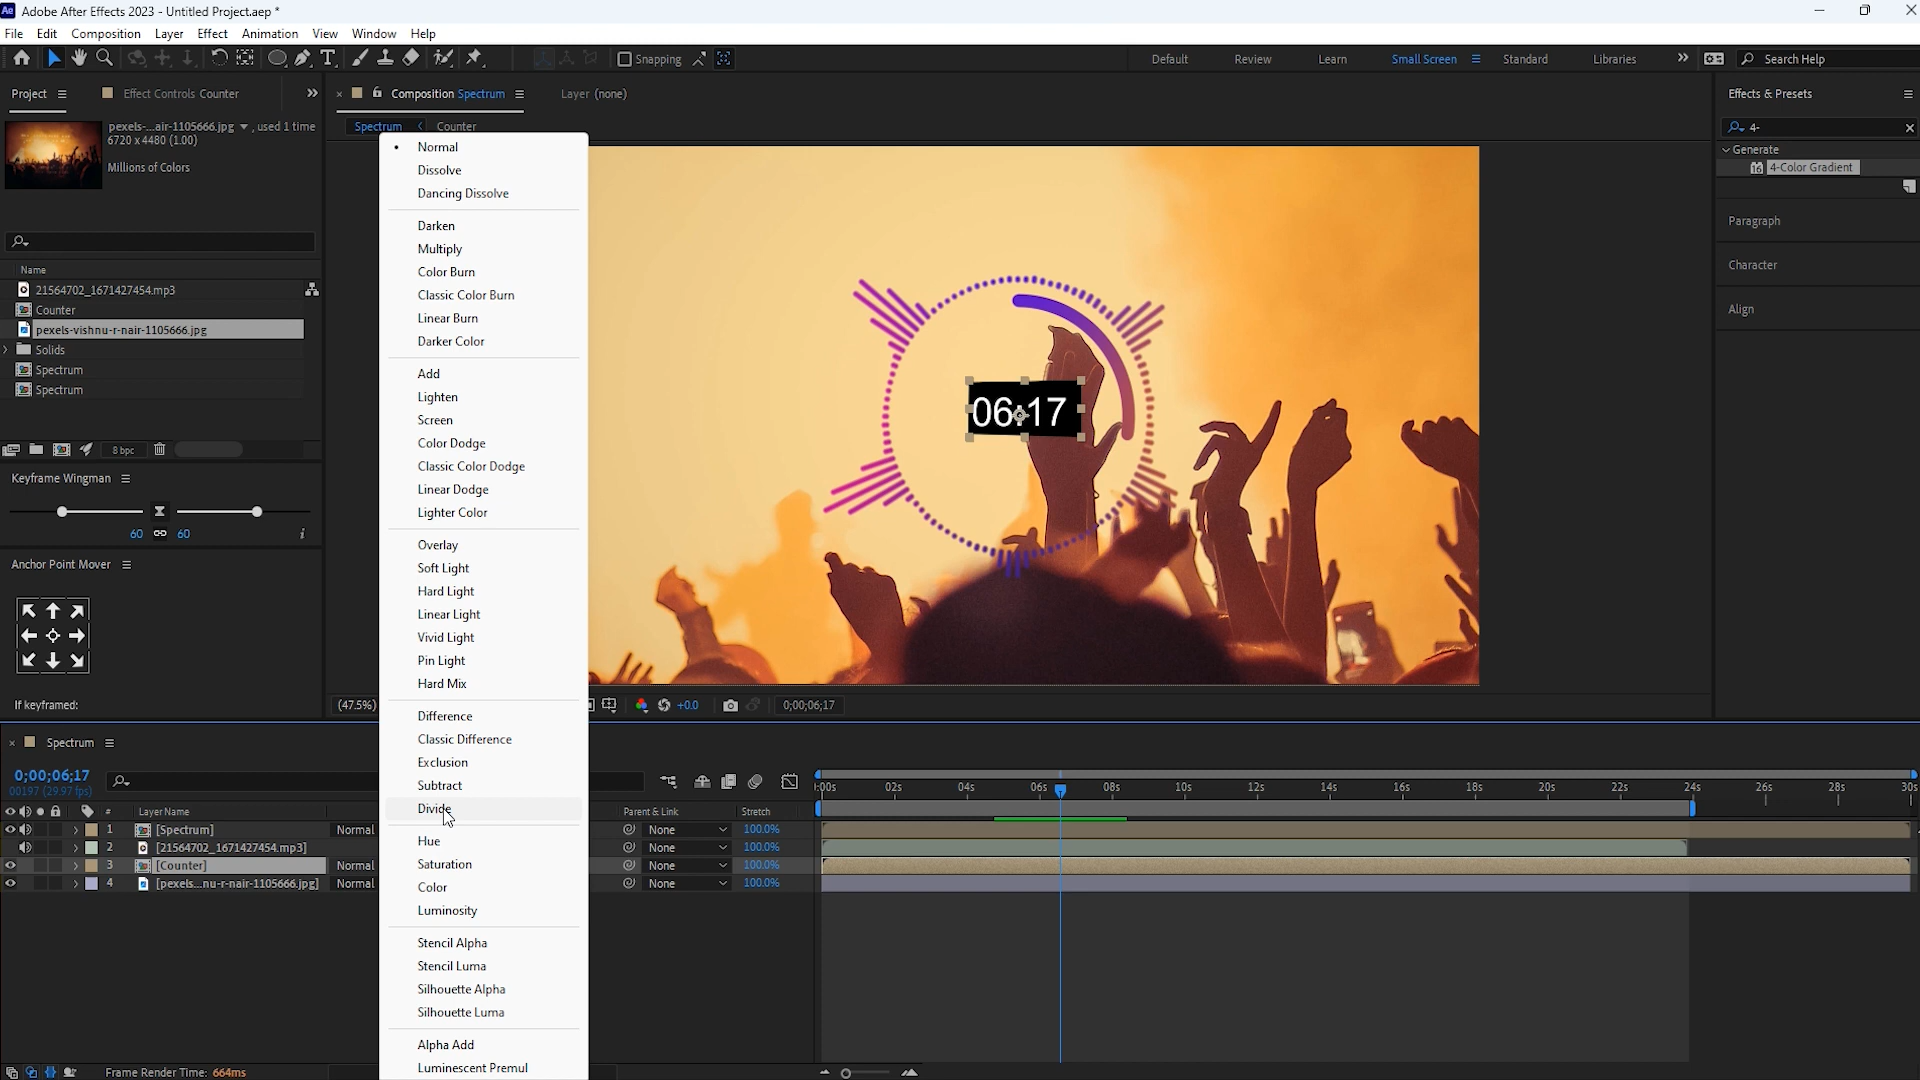 Ae Adobe After Effects 2023 - Untitled Project.aep *
File Edit Composition Layer Effect Animation View Window Help
Snapping Default Review Learn Small Screen Standard Libraries Search Help
Project Effect Controls Counter Composition Spectrum Layer (none) Effects & Presets
pexels-...air-1105666.jpg , used 1 time
6720 x 4480 (1.00)
Millions of Colors
Spectrum Counter
4-
Generate
4-Color Gradient
Paragraph
Character
Align
Name
21564702_1671427454.mp3
Counter
pexels-vishnu-r-nair-1105666.jpg
Solids
Spectrum
Spectrum
8 bpc
Keyframe Wingman
60 60
Anchor Point Mover
If keyframed:
Normal
Dissolve
Dancing Dissolve
Darken
Multiply
Color Burn
Classic Color Burn
Linear Burn
Darker Color
Add
Lighten
Screen
Color Dodge
Classic Color Dodge
Linear Dodge
Lighter Color
Overlay
Soft Light
Hard Light
Linear Light
Vivid Light
Pin Light
Hard Mix
Difference
Classic Difference
Exclusion
Subtract
Divide
Hue
Saturation
Color
Luminosity
Stencil Alpha
Stencil Luma
Silhouette Alpha
Silhouette Luma
Alpha Add
Luminescent Premul
06:17
(47.5%) +0.0 0;00;06;17
Spectrum
0;00;06;17
00197 (29.97 fps)
:00s 02s 04s 06s 08s 10s 12s 14s 16s 18s 20s 22s 24s 26s 28s 30s
# Layer Name Parent & Link Stretch
1 [Spectrum] Normal None 100.0%
2 [21564702_1671427454.mp3] None 100.0%
3 [Counter] Normal None 100.0%
4 [pexels...nu-r-nair-1105666.jpg] Normal None 100.0%
Frame Render Time: 664ms